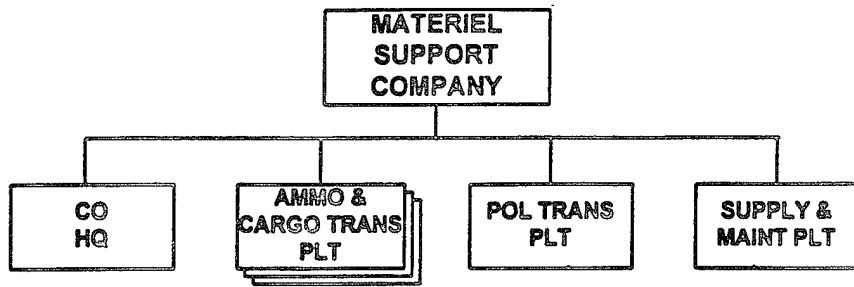 MATERIEL
SUPPORT
COMPANY
CO
HQ
AMMO &
CARGO TRANS
PLT
POL TRANS
PLT
SUPPLY &
MAINT PLT